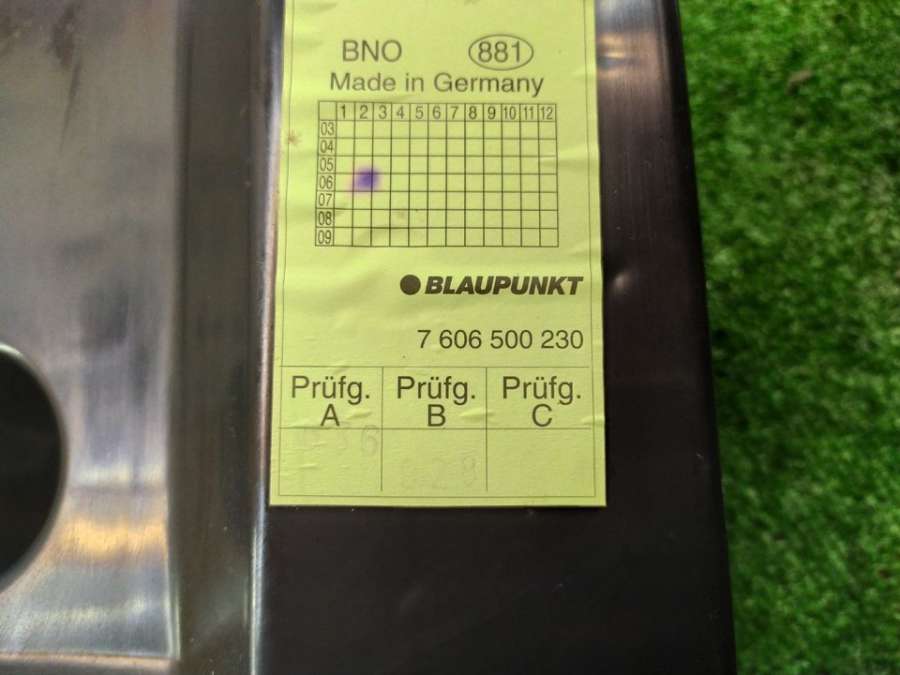 BNO 881
Made in Germany
1 2 3 4 5 6 7 8 9 10 11 12
03
04
05
06
07
08
09
BLAUPUNKT
7 606 500 230
Prüfg. Prüfg. Prüfg.
A B C